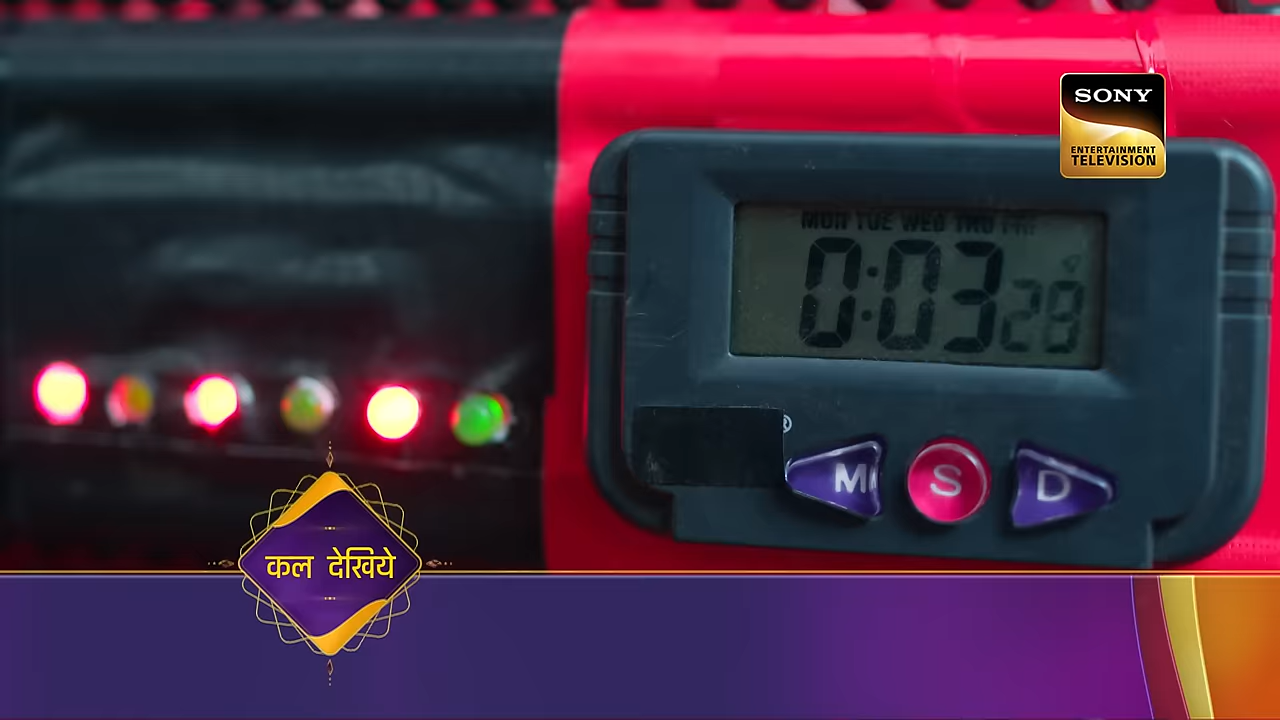 SONY
ENTERTAINMENT
TELEVISION
MON TUE WED THU FRI
0:03 28
®
M S D
कल देखिये